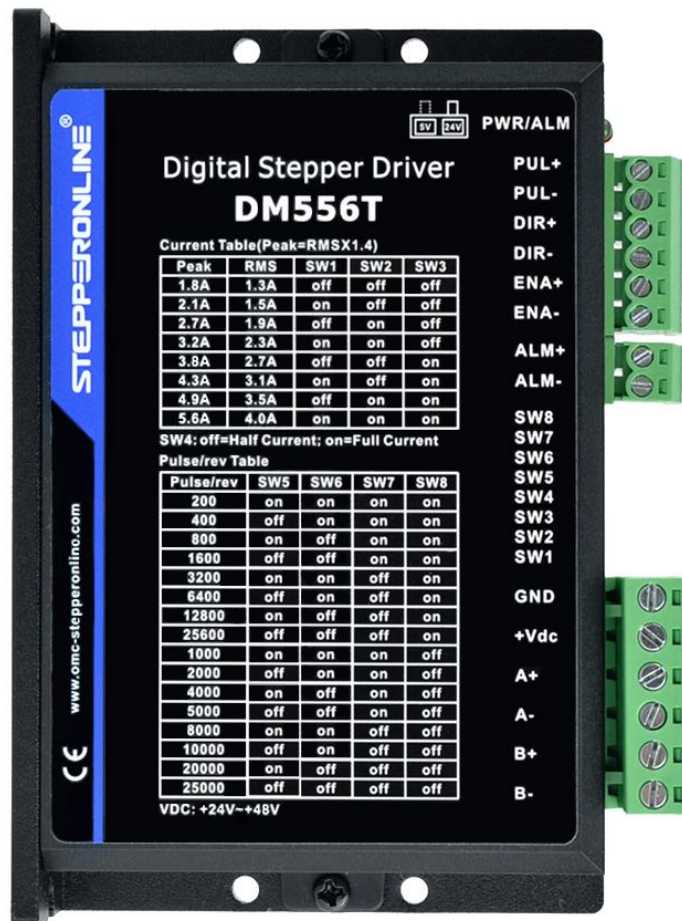 5V 24V PWR/ALM
STEPPERONLINE®
www.omc-stepperonline.com
CE
Digital Stepper Driver
DM556T
Current Table(Peak=RMSX1.4)
Peak RMS SW1 SW2 SW3
1.8A 1.3A off off off
2.1A 1.5A on off off
2.7A 1.9A off on off
3.2A 2.3A on on off
3.8A 2.7A off off on
4.3A 3.1A on off on
4.9A 3.5A off on on
5.6A 4.0A on on on
SW4: off=Half Current; on=Full Current
Pulse/rev Table
Pulse/rev SW5 SW6 SW7 SW8
200 on on on on
400 off on on on
800 on off on on
1600 off off on on
3200 on on off on
6400 off on off on
12800 on off off on
25600 off off off on
1000 on on on off
2000 off on on off
4000 on off on off
5000 off off on off
8000 on on off off
10000 off on off off
20000 on off off off
25000 off off off off
VDC: +24V~+48V
PUL+
PUL-
DIR+
DIR-
ENA+
ENA-
ALM+
ALM-
SW8
SW7
SW6
SW5
SW4
SW3
SW2
SW1
GND
+Vdc
A+
A-
B+
B-